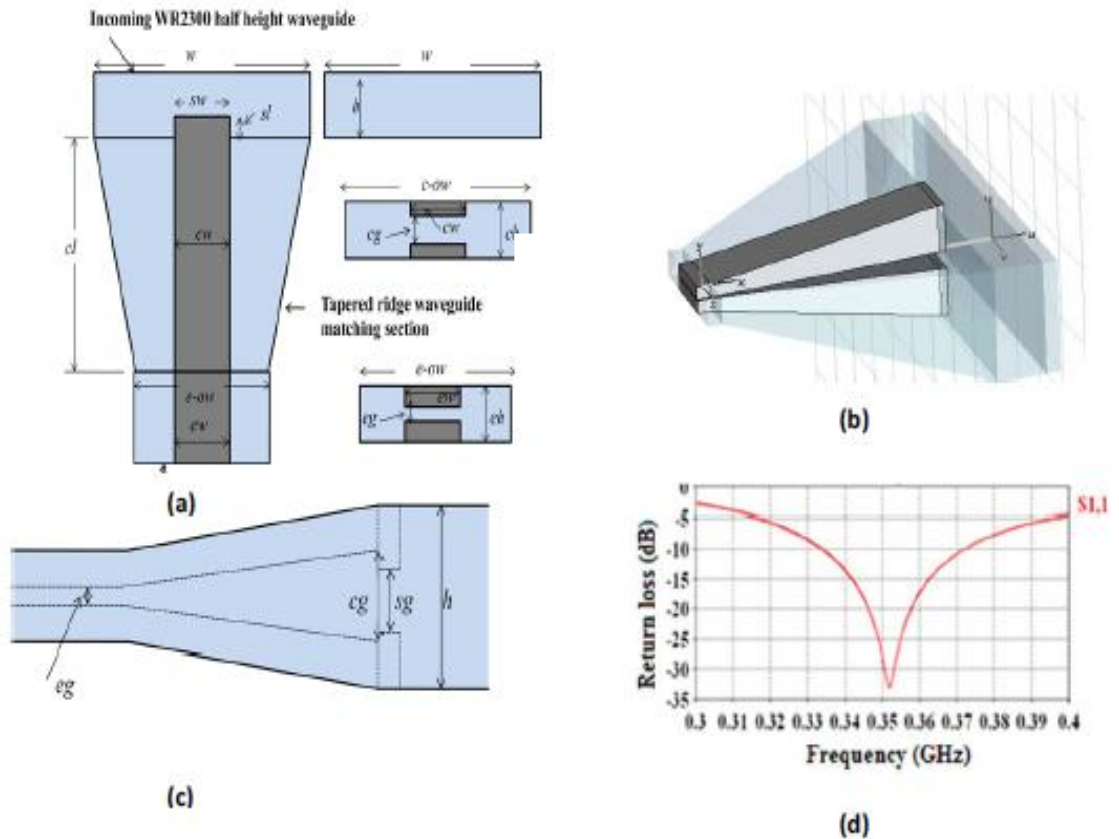 Incoming WR2300 half height waveguide
w
w
sw
sl
h
c-ow
cl
cw
cg
cw
ch
Tapered ridge waveguide
matching section
e-ow
e-ow
ew
eg
eh
cw
(a)
(b)
cg
sg
h
eg
(c)
0
-5
-10
-15
-20
-25
-30
-35
Return loss (dB)
S1,1
0.3 0.31 0.32 0.33 0.34 0.35 0.36 0.37 0.38 0.39 0.4
Frequency (GHz)
(d)